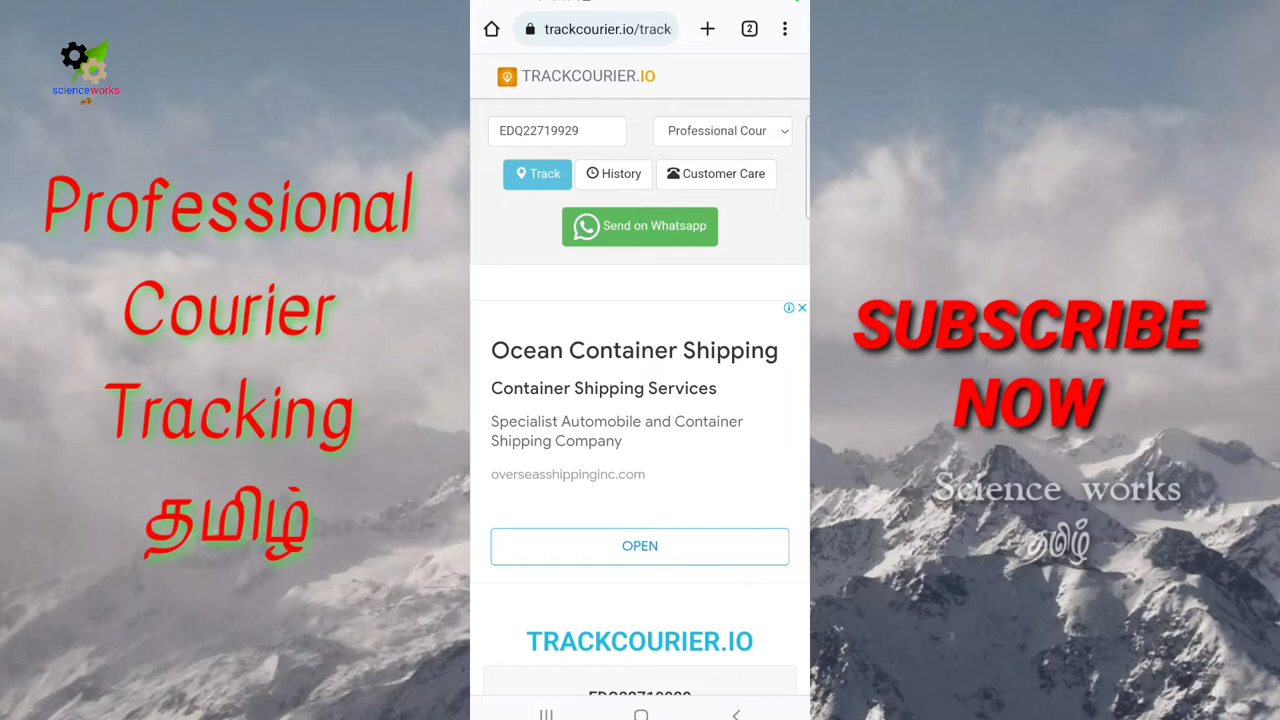 scienceworks
Professional
Courier
Tracking
தமிழ்
trackcourier.io/track
2
TRACKCOURIER.IO
EDQ22719929
Professional Cour
Track
History
Customer Care
Send on Whatsapp
Ocean Container Shipping
Container Shipping Services
Specialist Automobile and Container
Shipping Company
overseasshippinginc.com
OPEN
TRACKCOURIER.IO
EDQ22719929
SUBSCRIBE
NOW
Science works
தமிழ்